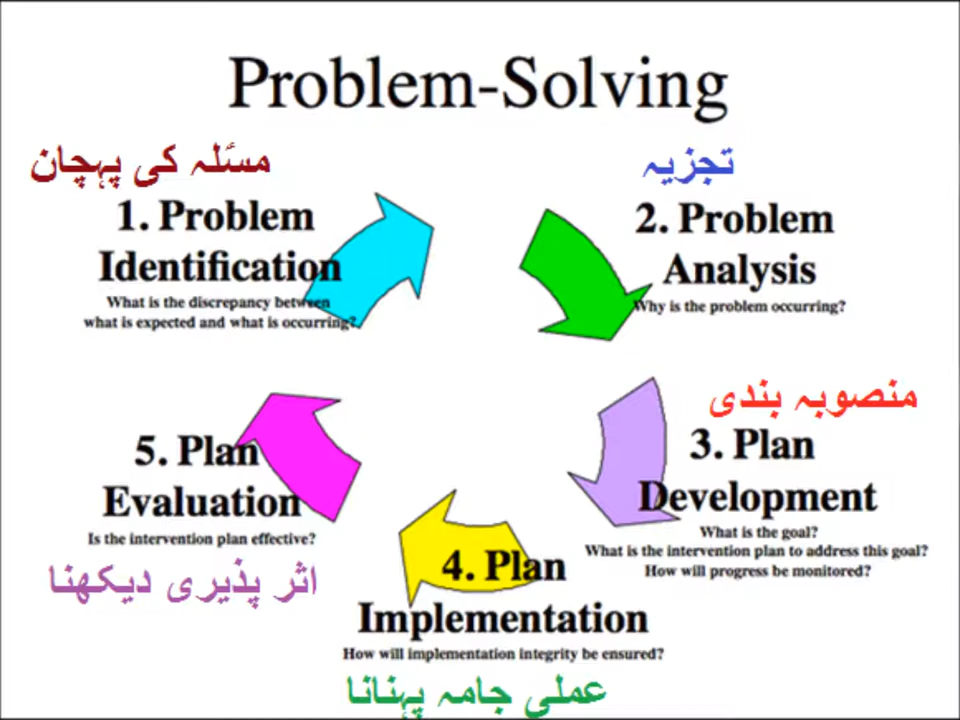 Problem-Solving
مسئلہ کی پہچان
1. Problem
Identification
What is the discrepancy between
what is expected and what is occurring?
تجزیہ
2. Problem
Analysis
Why is the problem occurring?
منصوبہ بندی
3. Plan
Development
What is the goal?
What is the intervention plan to address this goal?
How will progress be monitored?
4. Plan
Implementation
How will implementation integrity be ensured?
عملی جامہ پہنانا
5. Plan
Evaluation
Is the intervention plan effective?
اثر پذیری دیکھنا